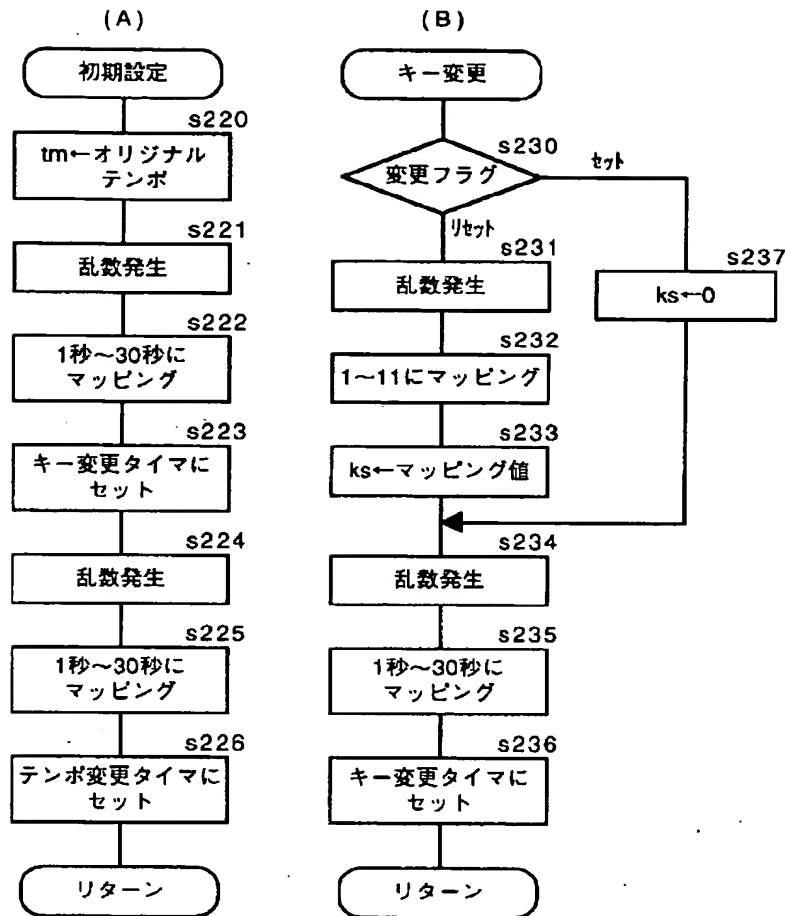 (A)
初期設定
s220
tm←オリジナル
テンポ
s221
乱数発生
s222
1秒～30秒に
マッピング
s223
キー変更タイマに
セット
s224
乱数発生
s225
1秒～30秒に
マッピング
s226
テンポ変更タイマに
セット
リターン
(B)
キー変更
s230
変更フラグ
セット
リセット
s231
乱数発生
s237
ks←0
s232
1～11にマッピング
s233
ks←マッピング値
s234
乱数発生
s235
1秒～30秒に
マッピング
s236
キー変更タイマに
セット
リターン